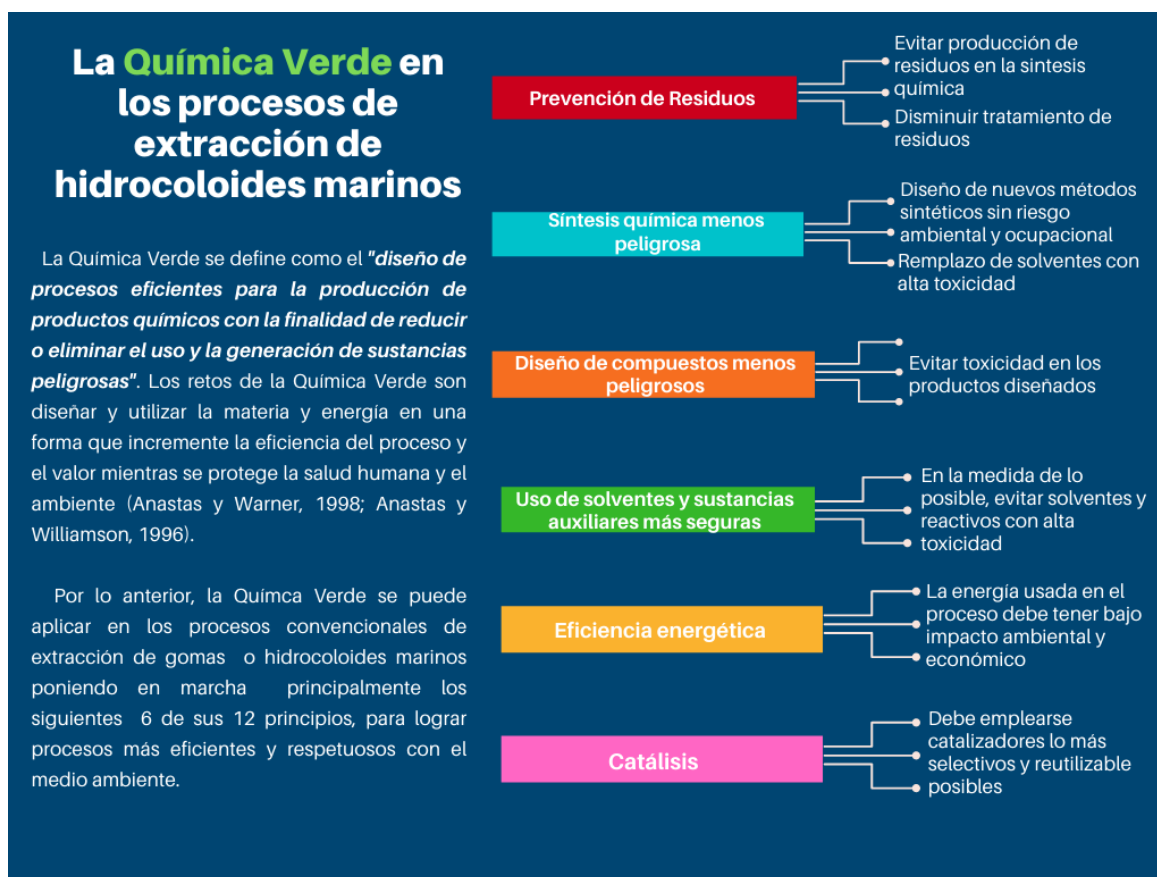 La Química Verde en
los procesos de
extracción de
hidrocoloides marinos
La Química Verde se define como el "diseño de
procesos eficientes para la producción de
productos químicos con la finalidad de reducir
o eliminar el uso y la generación de sustancias
peligrosas". Los retos de la Química Verde son
diseñar y utilizar la materia y energía en una
forma que incremente la eficiencia del proceso y
el valor mientras se protege la salud humana y el
ambiente (Anastas y Warner, 1998; Anastas y
Williamson, 1996).
Por lo anterior, la Químca Verde se puede
aplicar en los procesos convencionales de
extracción de gomas o hidrocoloides marinos
poniendo en marcha principalmente los
siguientes 6 de sus 12 principios, para lograr
procesos más eficientes y respetuosos con el
medio ambiente.
Prevención de Residuos
Evitar producción de
residuos en la sintesis
química
Disminuir tratamiento de
residuos
Síntesis química menos
peligrosa
Diseño de nuevos métodos
sintéticos sin riesgo
ambiental y ocupacional
Remplazo de solventes con
alta toxicidad
Diseño de compuestos menos
peligrosos
Evitar toxicidad en los
productos diseñados
Uso de solventes y sustancias
auxiliares más seguras
En la medida de lo
posible, evitar solventes y
reactivos con alta
toxicidad
Eficiencia energética
La energía usada en el
proceso debe tener bajo
impacto ambiental y
económico
Catálisis
Debe emplearse
catalizadores lo más
selectivos y reutilizable
posibles